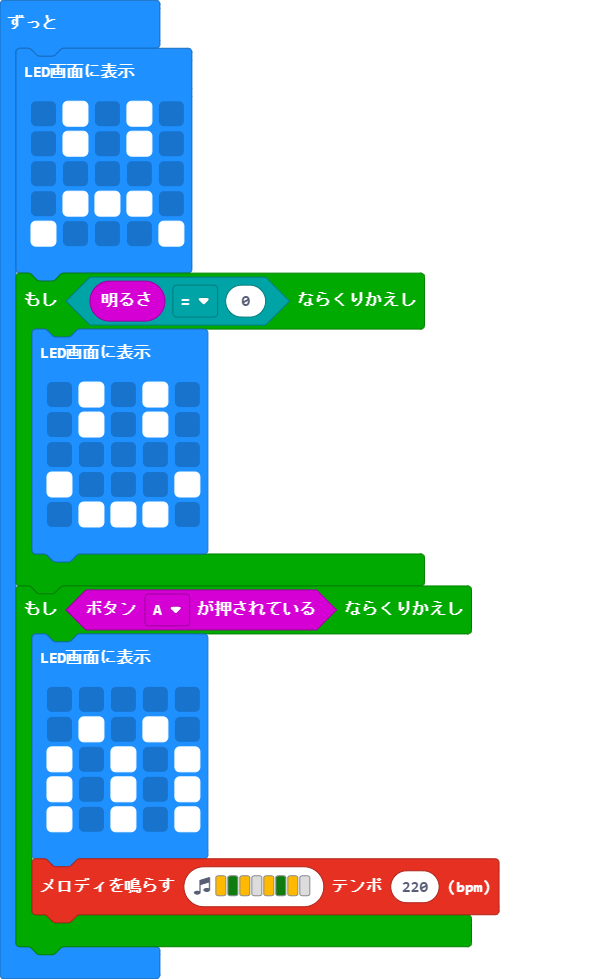 ずっと
LED画面に表示
もし 明るさ = 0 ならくりかえし
LED画面に表示
もし ボタン A が押されている ならくりかえし
LED画面に表示
メロディを鳴らす テンポ 220 (bpm)